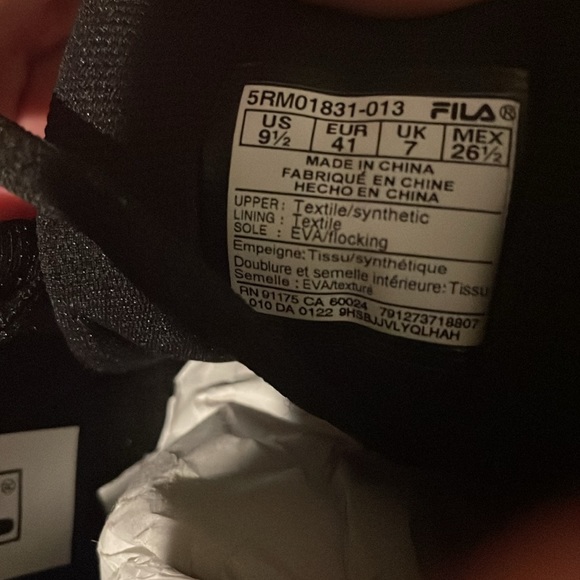 5RM01831-013 FILA®
US EUR UK MEX
9½ 41 7 26½
MADE IN CHINA
FABRIQUÉ EN CHINE
HECHO EN CHINA
UPPER: Textile/synthetic
LINING: Textile
SOLE : EVA/flocking
Empeigne: Tissu/synthétique
Doublure et semelle intérieure: Tissu
Semelle : EVA/texturé
RN 91175 CA 60024 791273718807
010 DA 0122 9HSBJJVLYQLHAH